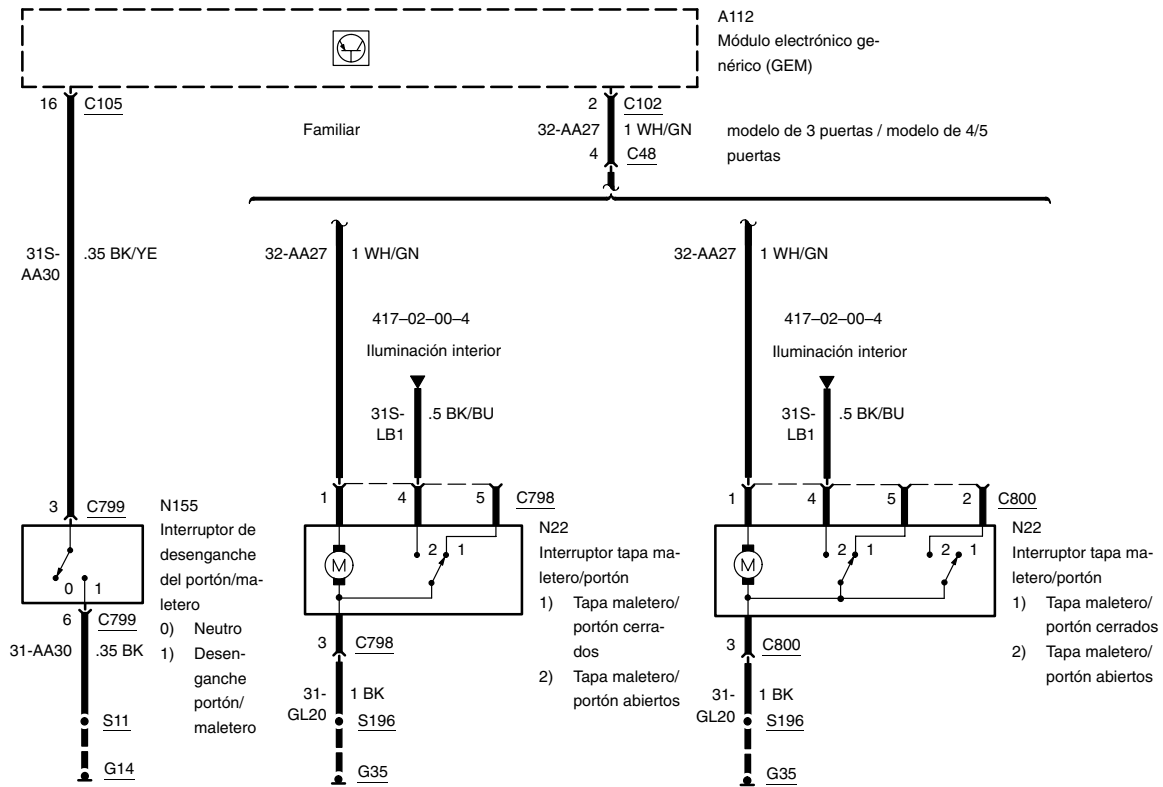 A112
Módulo electrónico ge-
nérico (GEM)
16 C105
2 C102
Familiar
32-AA27 1 WH/GN
modelo de 3 puertas / modelo de 4/5
puertas
4 C48
31S-
AA30
.35 BK/YE
32-AA27 1 WH/GN
32-AA27 1 WH/GN
417–02–00–4
Iluminación interior
417–02–00–4
Iluminación interior
31S-
LB1
.5 BK/BU
31S-
LB1
.5 BK/BU
3 C799
1 4 5 C798
1 4 5 2 C800
N155
Interruptor de
desenganche
del portón/ma-
letero
0) Neutro
1) Desen-
ganche
portón/
maletero
0 1
M
2 1
N22
Interruptor tapa ma-
letero/portón
1) Tapa maletero/
portón cerra-
dos
2) Tapa maletero/
portón abiertos
M
2 1
2 1
N22
Interruptor tapa ma-
letero/portón
1) Tapa maletero/
portón cerrados
2) Tapa maletero/
portón abiertos
6 C799
31-AA30 .35 BK
S11
G14
3 C798
31-
GL20
1 BK
S196
G35
3 C800
31-
GL20
1 BK
S196
G35